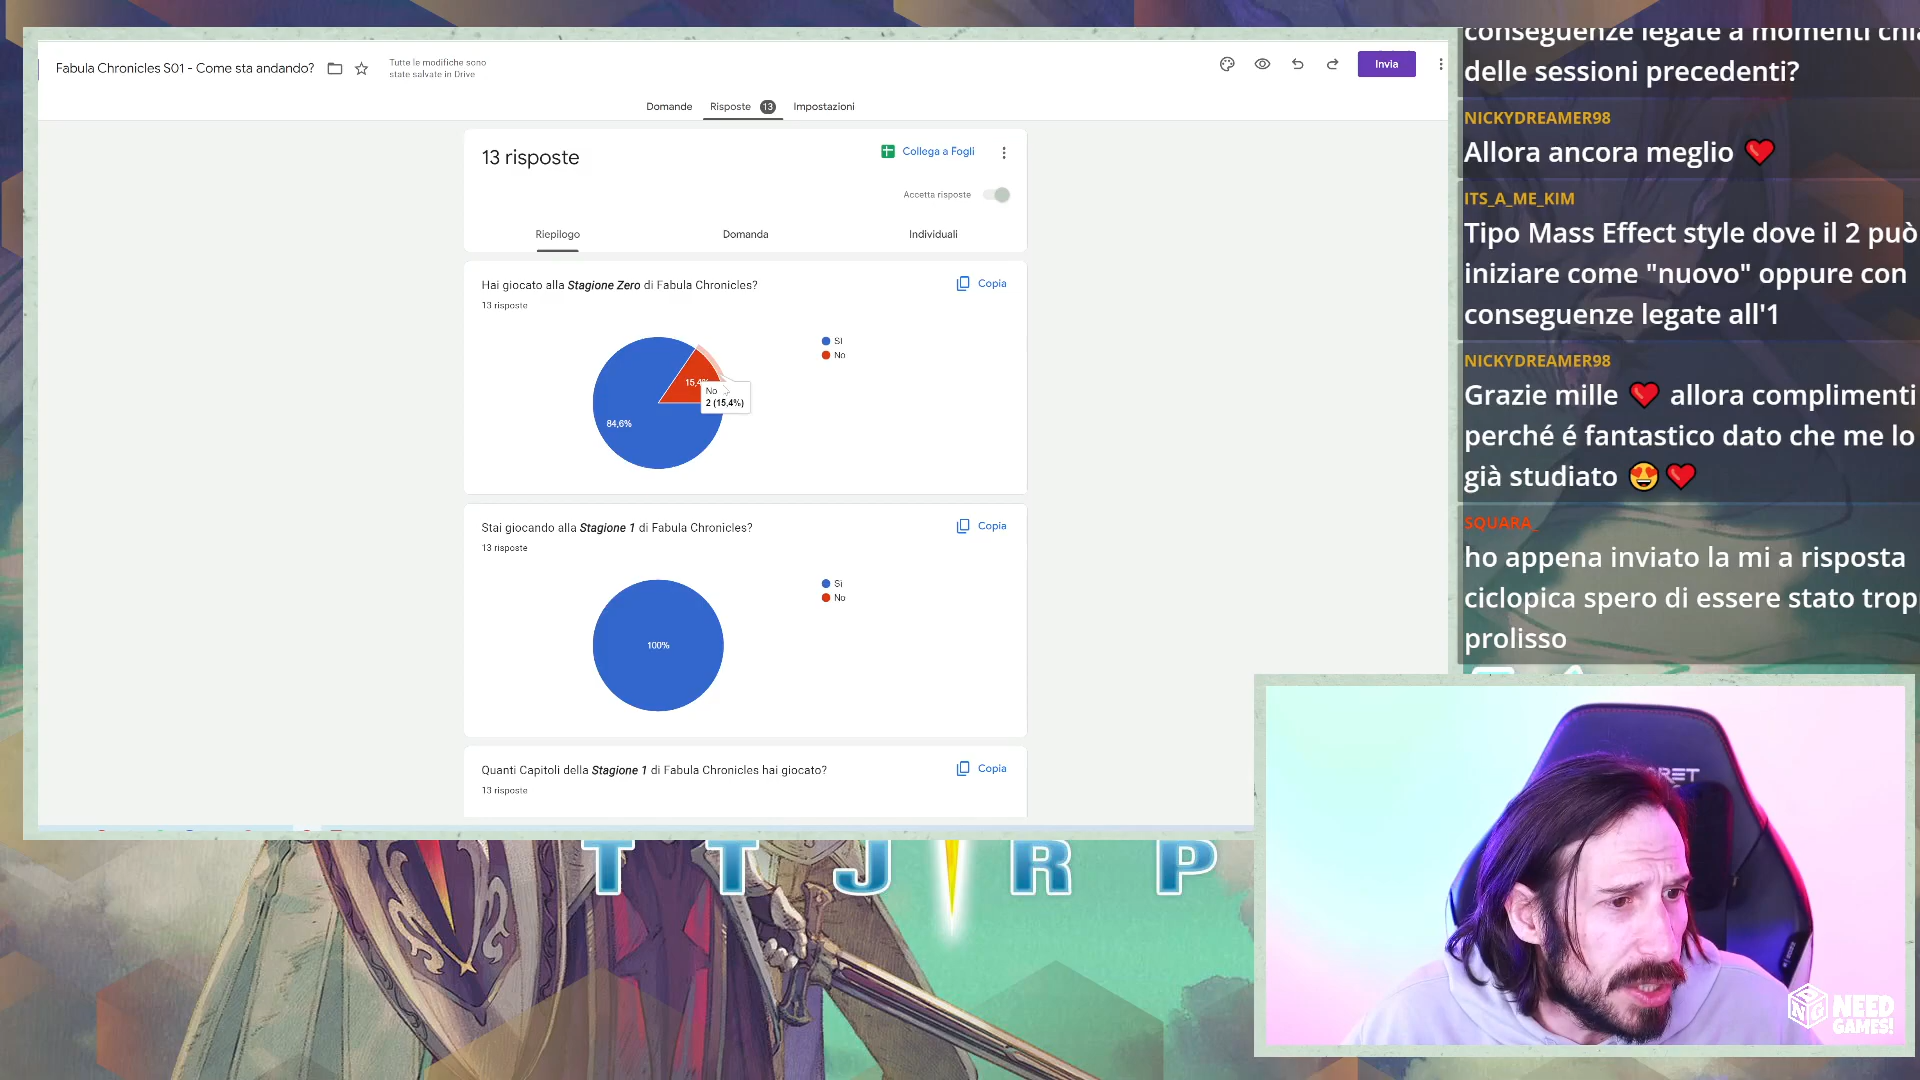 Fabula Chronicles S01 - Come sta andando?
Tutte le modifiche sono
state salvate in Drive
Invia
Domande
Risposte 13
Impostazioni
13 risposte
Collega a Fogli
Accetta risposte
Riepilogo
Domanda
Individuali
Hai giocato alla Stagione Zero di Fabula Chronicles?
Copia
13 risposte
Sì
No
15,4%
No
2 (15,4%)
84,6%
Stai giocando alla Stagione 1 di Fabula Chronicles?
Copia
13 risposte
Sì
No
100%
Quanti Capitoli della Stagione 1 di Fabula Chronicles hai giocato?
Copia
13 risposte
conseguenze legate a momenti chia
delle sessioni precedenti?
NICKYDREAMER98
Allora ancora meglio ❤️
ITS_A_ME_KIM
Tipo Mass Effect style dove il 2 può
iniziare come "nuovo" oppure con
conseguenze legate all'1
NICKYDREAMER98
Grazie mille ❤️ allora complimenti
perché é fantastico dato che me lo
già studiato 😍❤️
SQUARA_
ho appena inviato la mi a risposta
ciclopica spero di essere stato trop
prolisso
T T J R P
NG
NEED
GAMES!